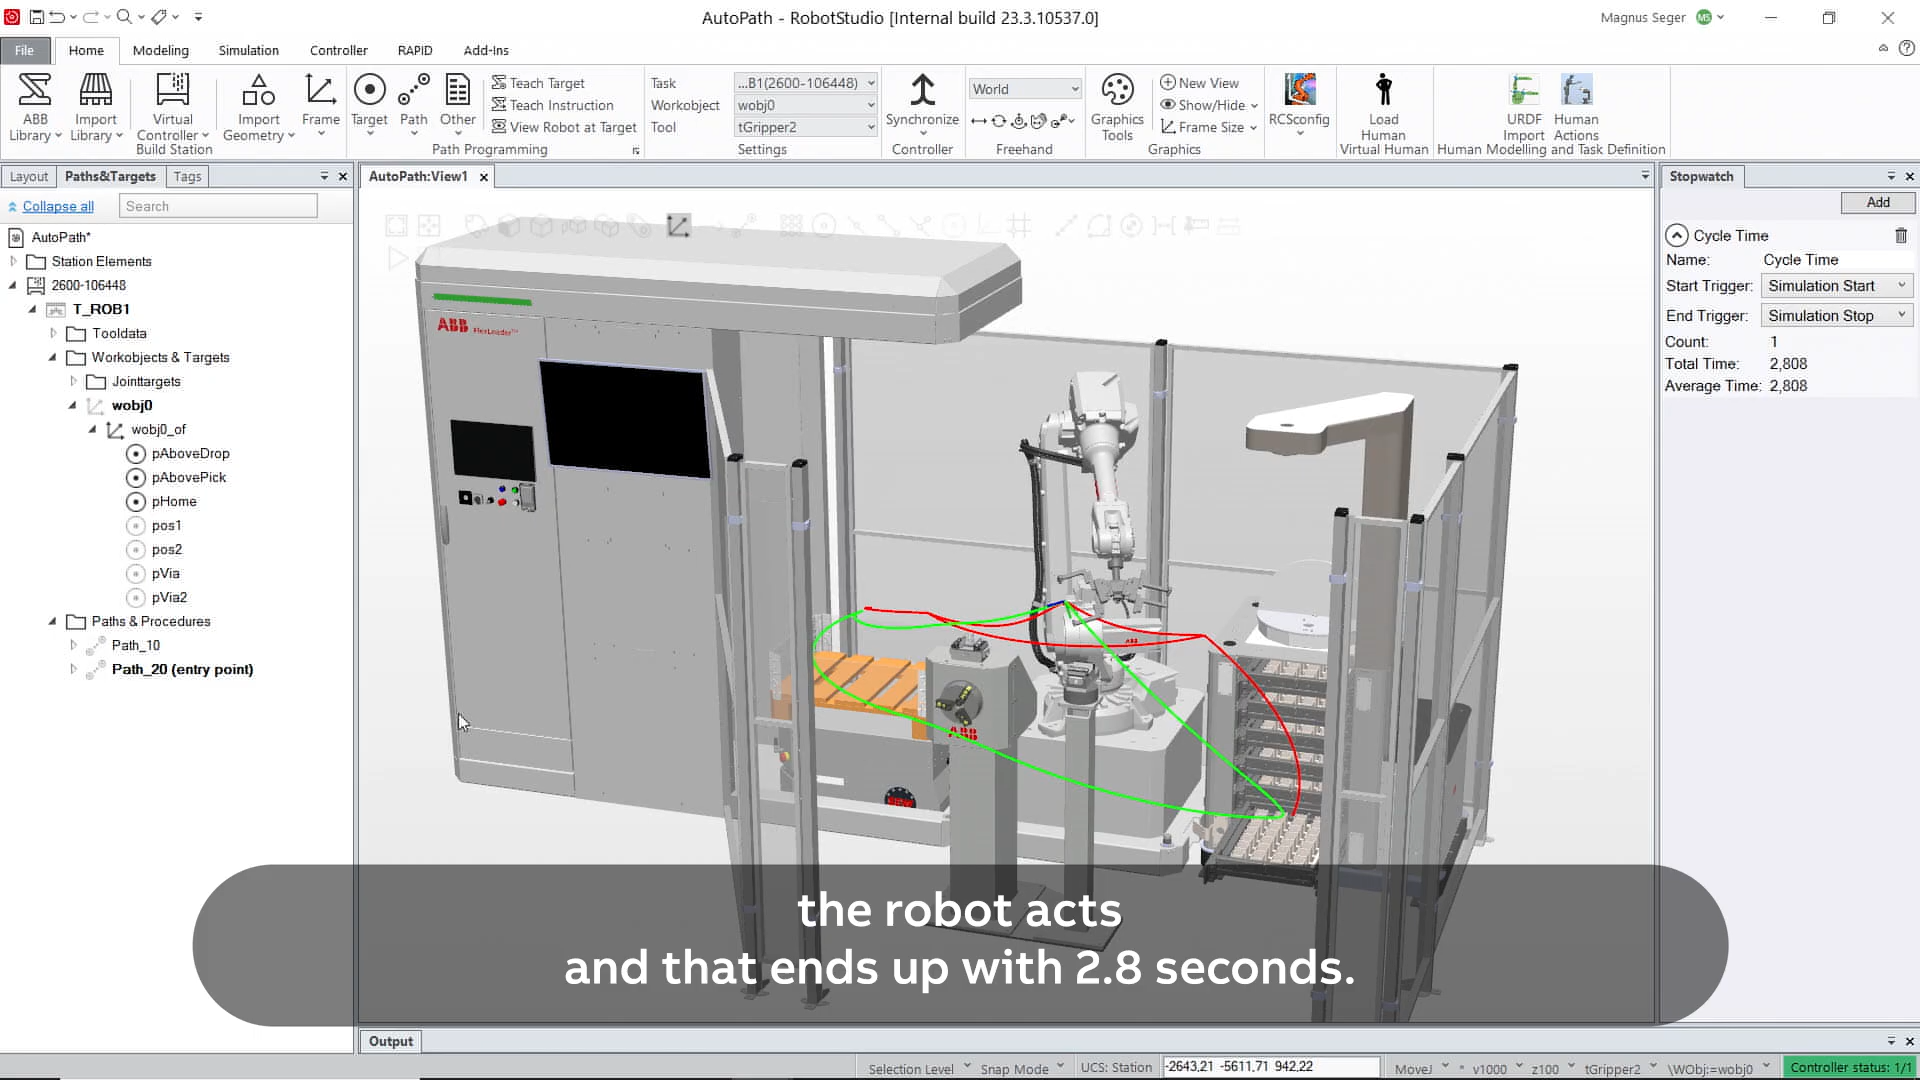 AutoPath - RobotStudio [Internal build 23.3.10537.0]
Magnus Seger MS
File Home Modeling Simulation Controller RAPID Add-Ins
ABB Library
Import Library
Virtual Controller
Import Geometry
Frame
Build Station
Target
Path
Other
Teach Target
Teach Instruction
View Robot at Target
Path Programming
Task ...B1(2600-106448)
Workobject wobj0
Tool tGripper2
Settings
Synchronize
Controller
World
Freehand
Graphics Tools
New View
Show/Hide
Frame Size
Graphics
RCSconfig
Load Human
Virtual Human
URDF Import
Human Actions
Human Modelling and Task Definition
Layout Paths&Targets Tags
Collapse all Search
AutoPath*
Station Elements
2600-106448
T_ROB1
Tooldata
Workobjects & Targets
Jointtargets
wobj0
wobj0_of
pAboveDrop
pAbovePick
pHome
pos1
pos2
pVia
pVia2
Paths & Procedures
Path_10
Path_20 (entry point)
AutoPath:View1
ABB FlexLoader™
ABB
ABB
Stopwatch
Add
Cycle Time
Name: Cycle Time
Start Trigger: Simulation Start
End Trigger: Simulation Stop
Count: 1
Total Time: 2,808
Average Time: 2,808
the robot acts
and that ends up with 2.8 seconds.
Output
Selection Level Snap Mode UCS: Station -2643,21 -5611,71 942,22 MoveJ * v1000 z100 tGripper2 \WObj:=wobj0 Controller status: 1/1